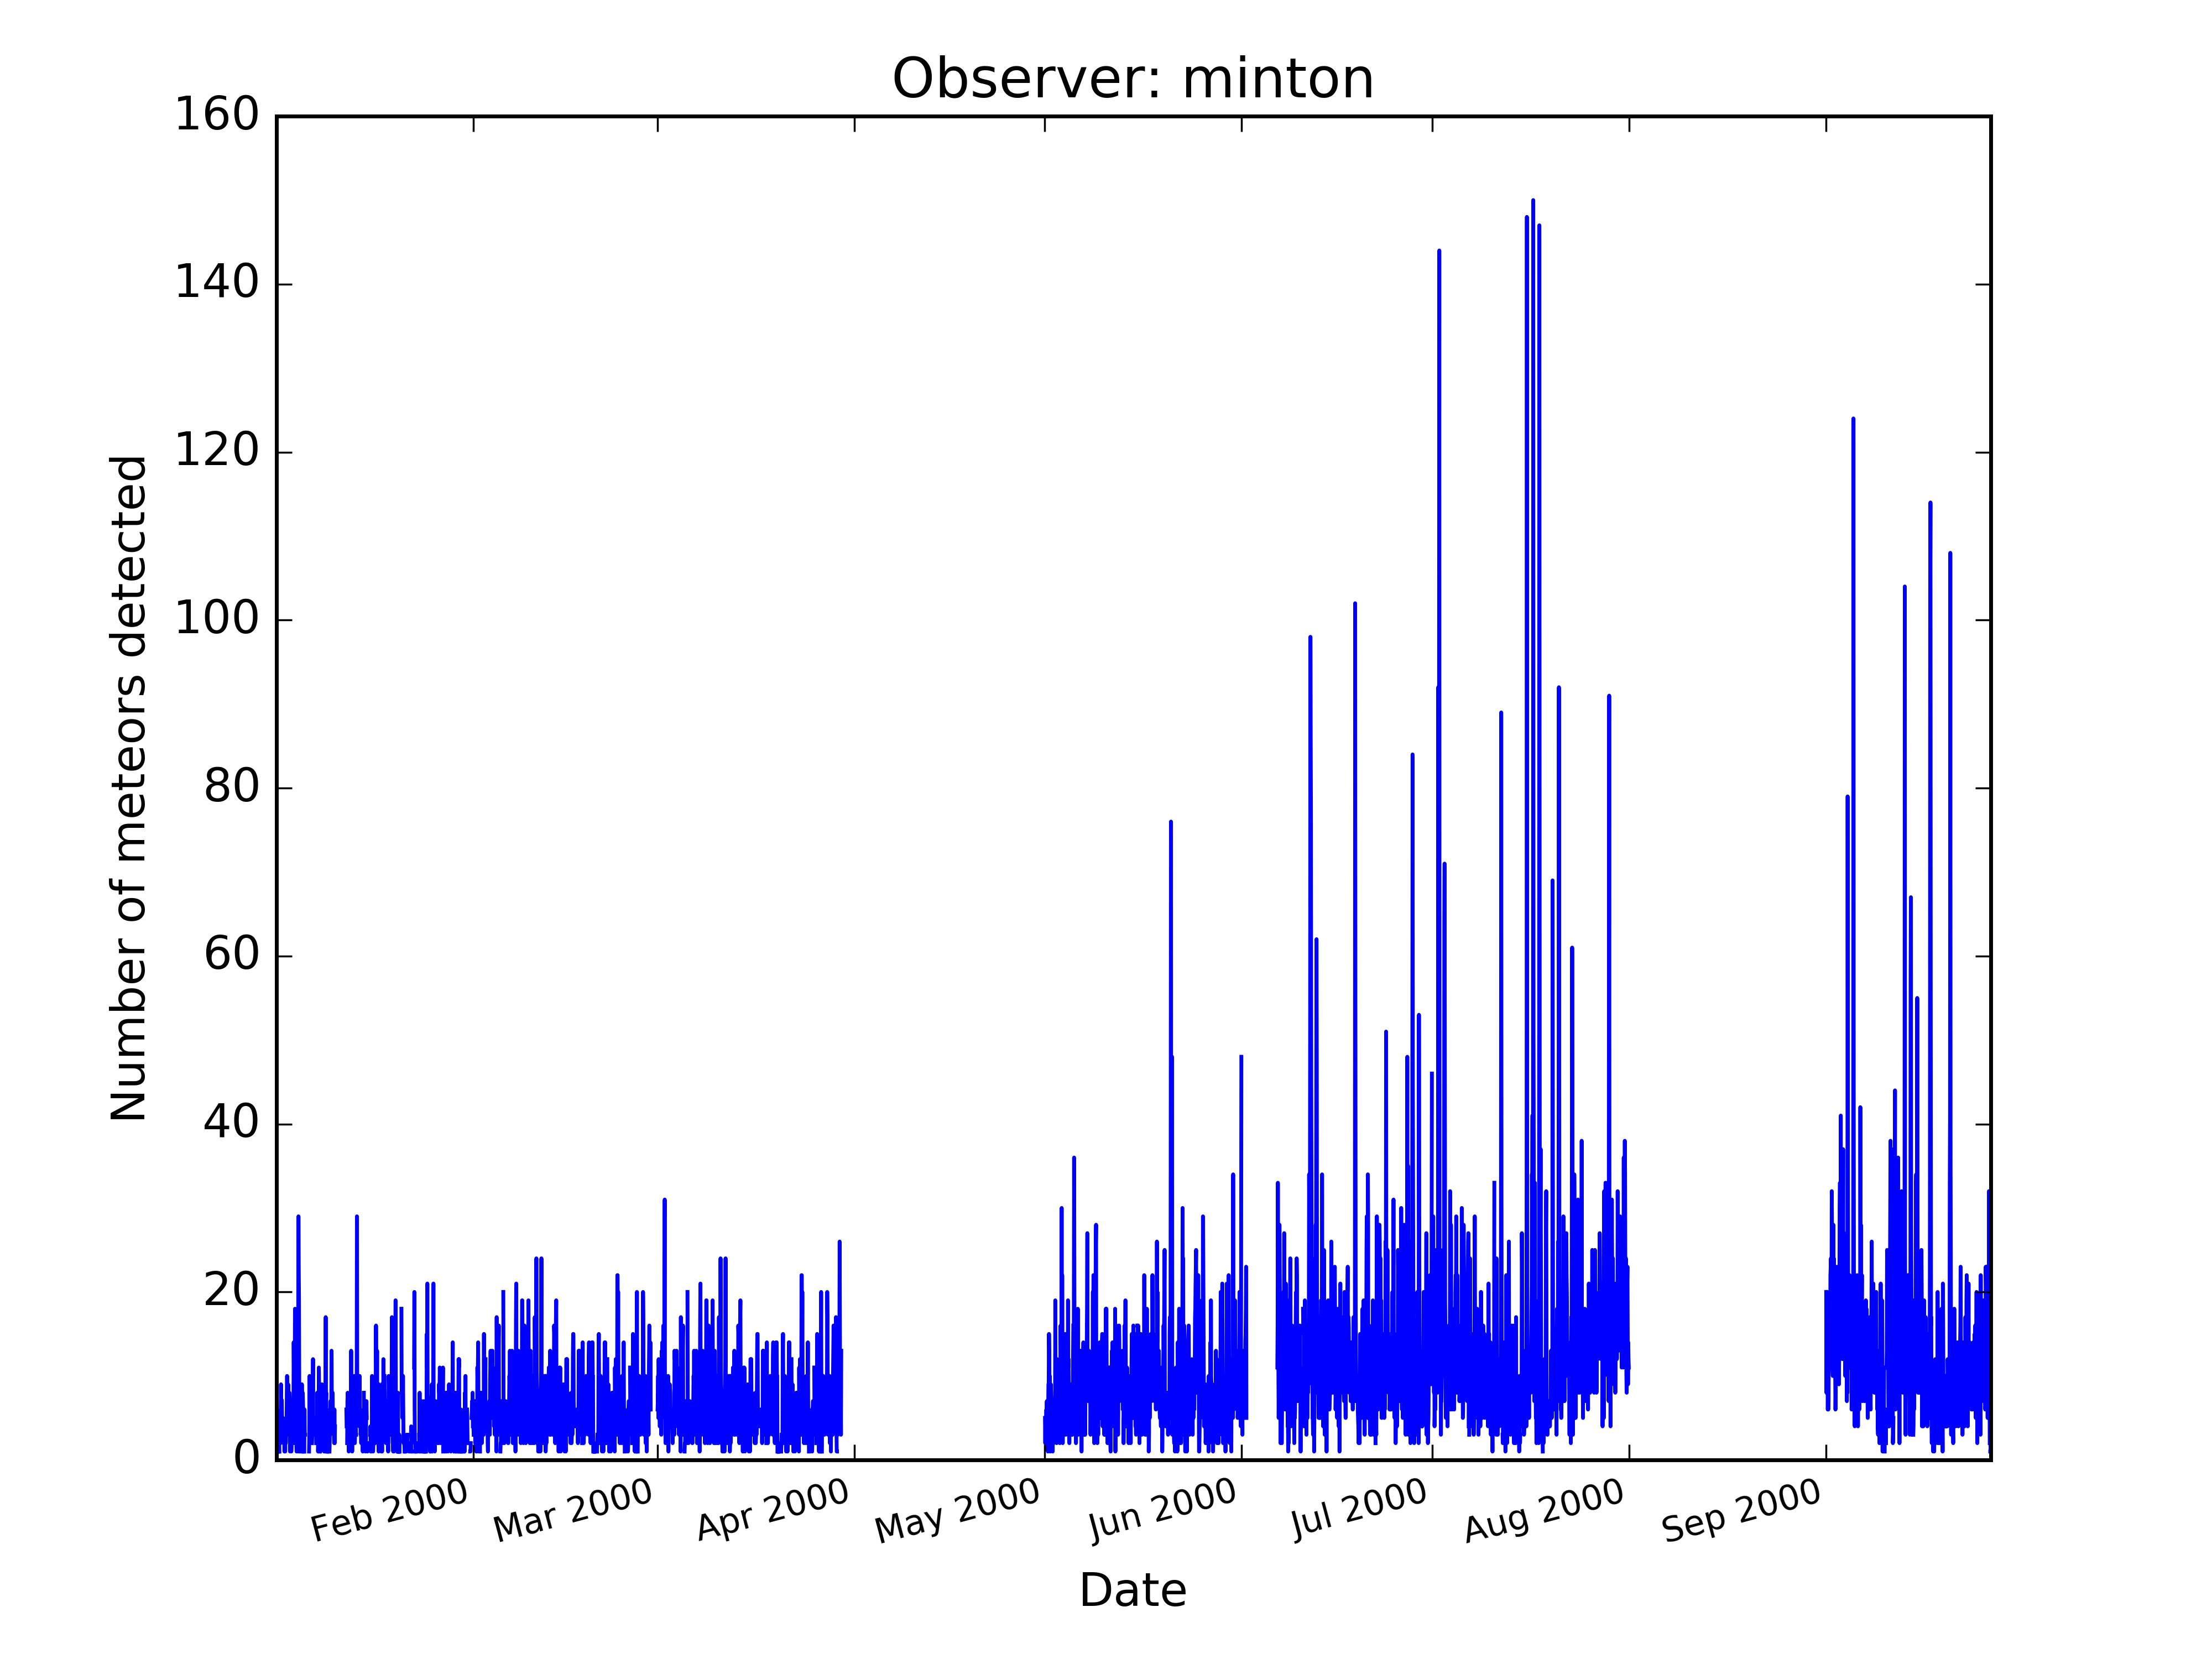 Observer: minton
160
140
120
100
80
60
40
20
0
Number of meteors detected
Feb 2000
Mar 2000
Apr 2000
May 2000
Jun 2000
Jul 2000
Aug 2000
Sep 2000
Date